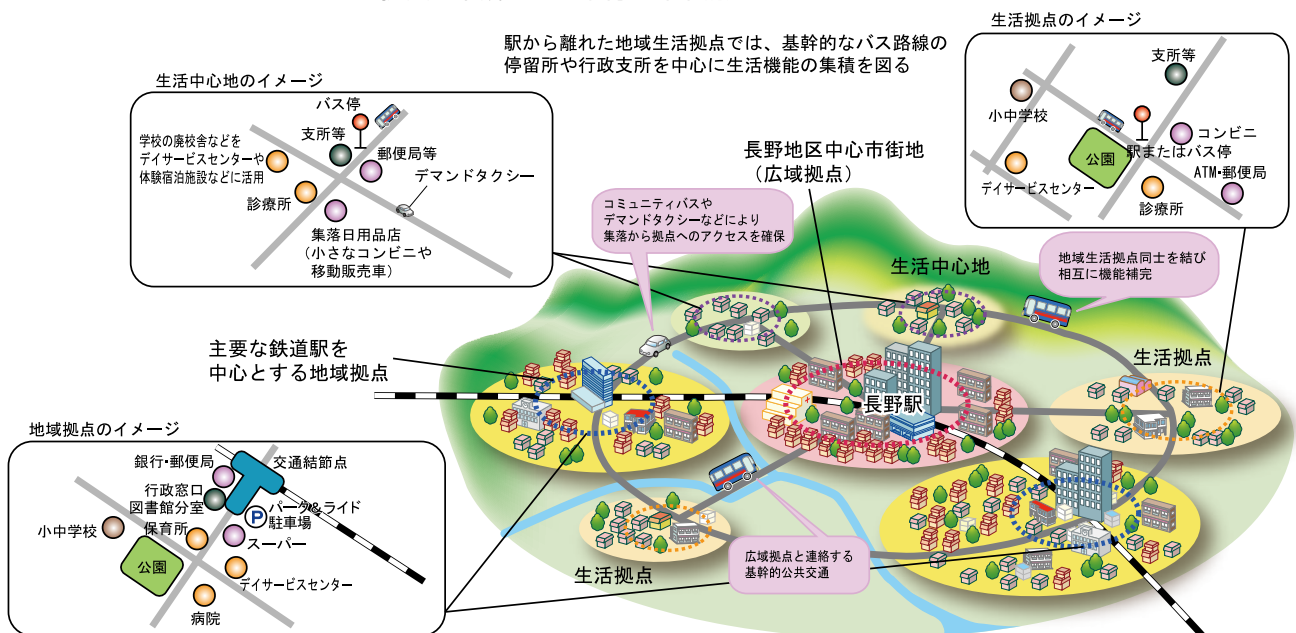 駅から離れた地域生活拠点では、基幹的なバス路線の
停留所や行政支所を中心に生活機能の集積を図る
生活中心地のイメージ
バス停
支所等
郵便局等
学校の廃校舎などを
デイサービスセンターや
体験宿泊施設などに活用
デマンドタクシー
診療所
集落日用品店
(小さなコンビニや
移動販売車)
生活拠点のイメージ
支所等
小中学校
コンビニ
公園
駅またはバス停
ATM・郵便局
デイサービスセンター
診療所
長野地区中心市街地
(広域拠点)
コミュニティバスや
デマンドタクシーなどにより
集落から拠点へのアクセスを確保
生活中心地
地域生活拠点同士を結び
相互に機能補完
主要な鉄道駅を
中心とする地域拠点
生活拠点
長野駅
地域拠点のイメージ
銀行・郵便局
交通結節点
行政窓口
図書館分室
P
パーク&ライド
駐車場
小中学校
保育所
スーパー
公園
デイサービスセンター
病院
生活拠点
広域拠点と連絡する
基幹的公共交通